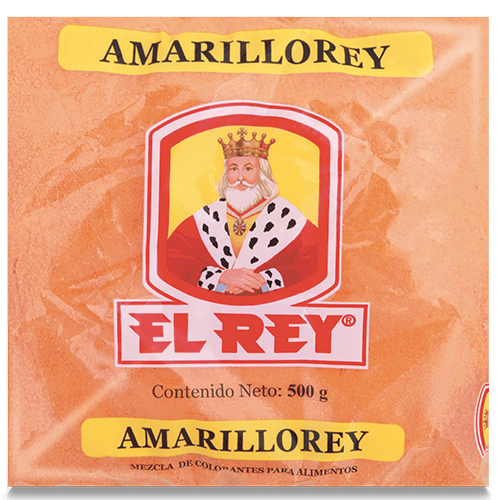 AMARILLOREY
EL REY®
Contenido Neto: 500 g
AMARILLOREY
MEZCLA DE COLORANTES PARA ALIMENTOS